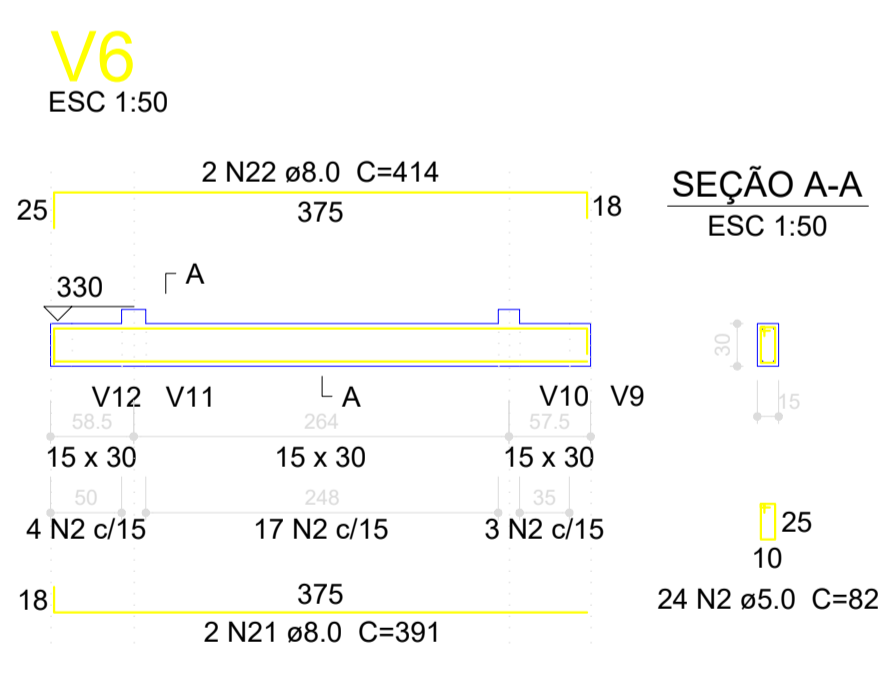 V6
ESC 1:50
2 N22 ø8.0 C=414
25
375
18
SEÇÃO A-A
ESC 1:50
330
A
A
V12 V11 V10 V9
58.5 264 57.5
15 x 30 15 x 30 15 x 30
50 248 35
4 N2 c/15 17 N2 c/15 3 N2 c/15
30
15
25
10
24 N2 ø5.0 C=82
18
375
2 N21 ø8.0 C=391